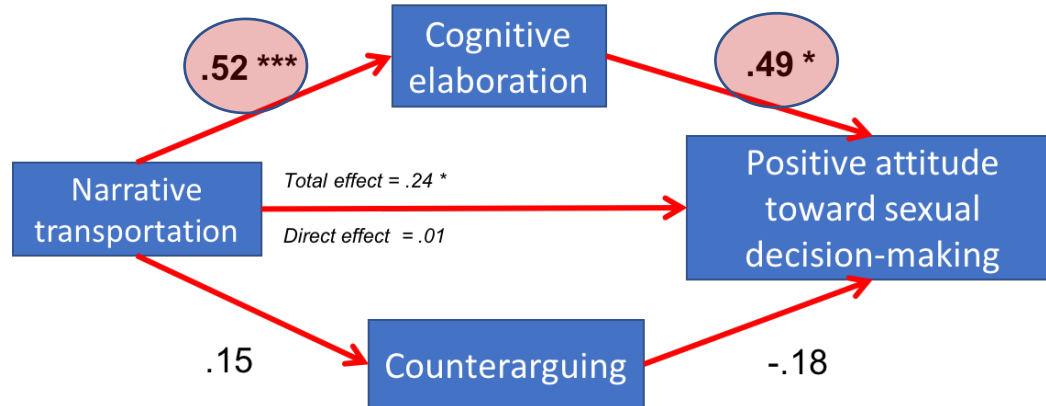 Cognitive
elaboration
.52 ***
.49 *
Narrative
transportation
Total effect = .24 *
Direct effect  = .01
Positive attitude
toward sexual
decision-making
.15
Counterarguing
-.18